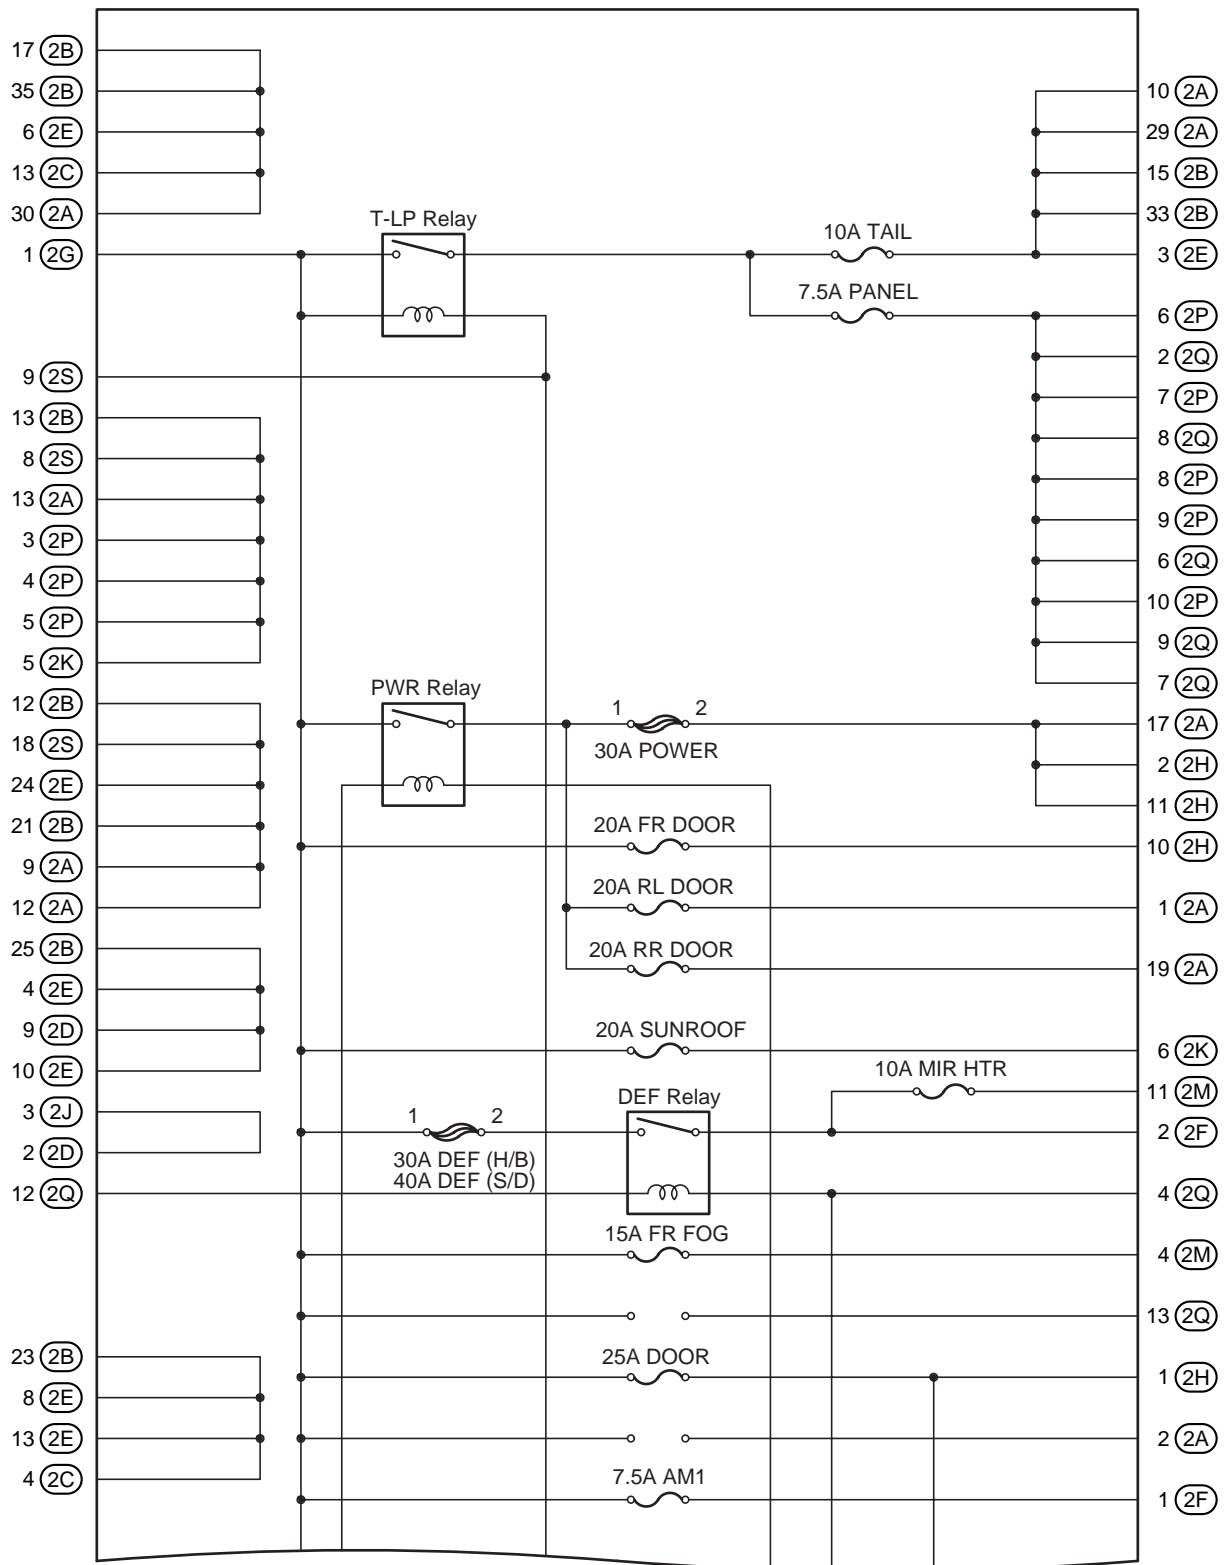 17 2B
35 2B
10 2A
6 2E
29 2A
13 2C
15 2B
30 2A
33 2B
T-LP Relay
10A TAIL
1 2G
3 2E
7.5A PANEL
6 2P
2 2Q
9 2S
7 2P
13 2B
8 2Q
8 2S
8 2P
13 2A
9 2P
3 2P
6 2Q
4 2P
10 2P
5 2P
9 2Q
5 2K
7 2Q
PWR Relay
12 2B
1 2
17 2A
18 2S
30A POWER
2 2H
24 2E
11 2H
21 2B
20A FR DOOR
10 2H
9 2A
20A RL DOOR
12 2A
1 2A
25 2B
20A RR DOOR
19 2A
4 2E
9 2D
20A SUNROOF
6 2K
10 2E
10A MIR HTR
11 2M
3 2J
DEF Relay
1 2
2 2F
2 2D
30A DEF (H/B)
40A DEF (S/D)
12 2Q
4 2Q
15A FR FOG
4 2M
13 2Q
23 2B
25A DOOR
1 2H
8 2E
13 2E
2 2A
4 2C
7.5A AM1
1 2F